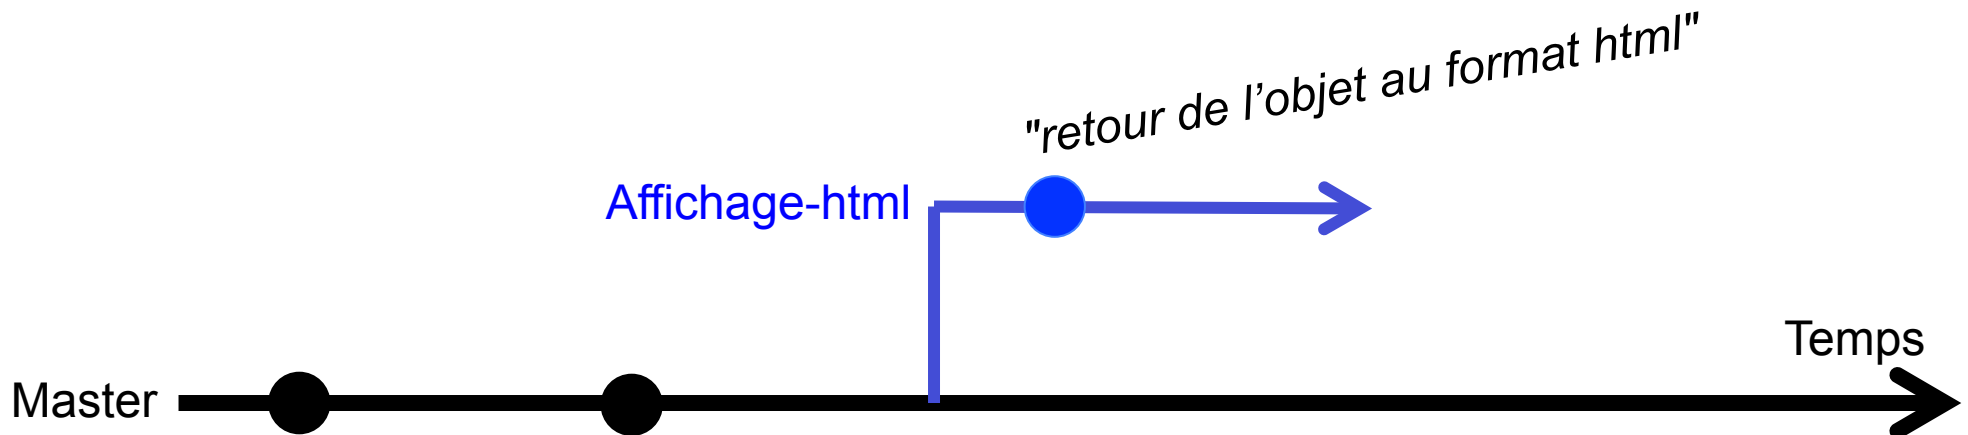 "retour de l’objet au format html"
Affichage-html
Temps
Master